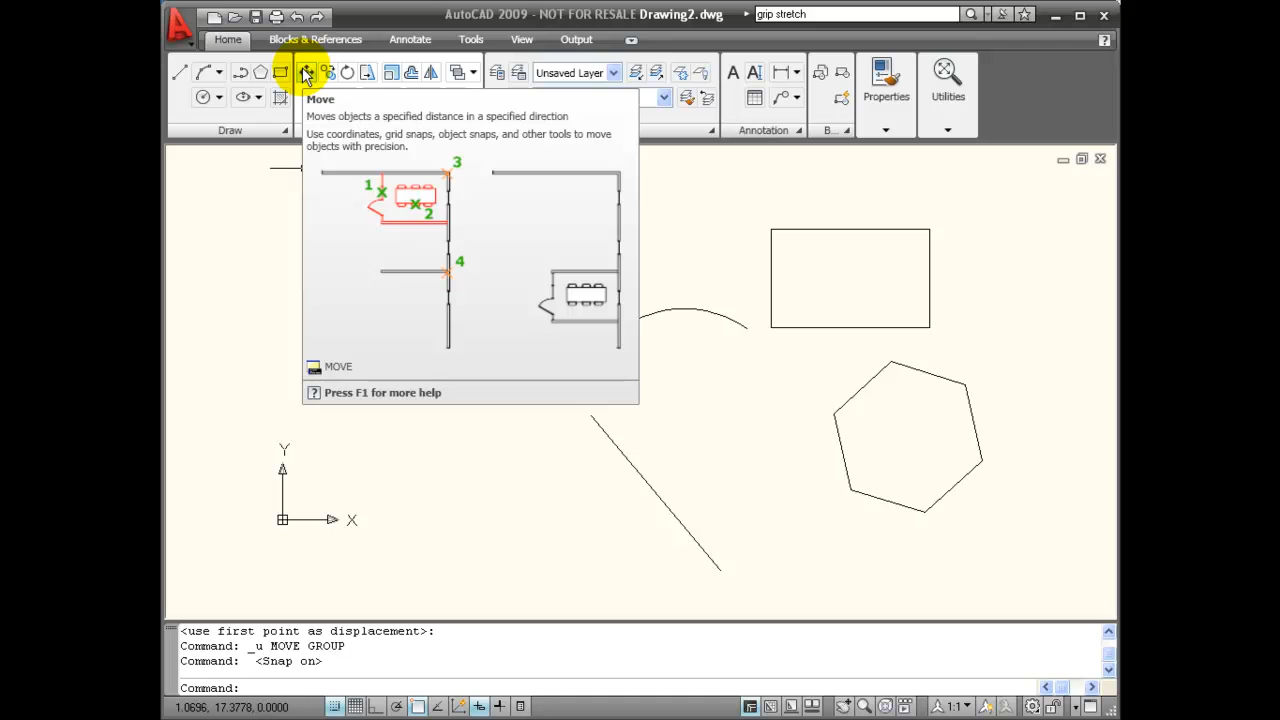 AutoCAD 2009 - NOT FOR RESALE Drawing2.dwg
grip stretch
Home
Blocks & References
Annotate
Tools
View
Output
Unsaved Layer
Properties
Utilities
Draw
Annotation
B...
Move
Moves objects a specified distance in a specified direction
Use coordinates, grid snaps, object snaps, and other tools to move
objects with precision.
3
1
2
4
MOVE
Press F1 for more help
Y
X
<use first point as displacement>:
Command: _u MOVE GROUP
Command: <Snap on>
Command:
1.0696, 17.3778, 0.0000
1:1